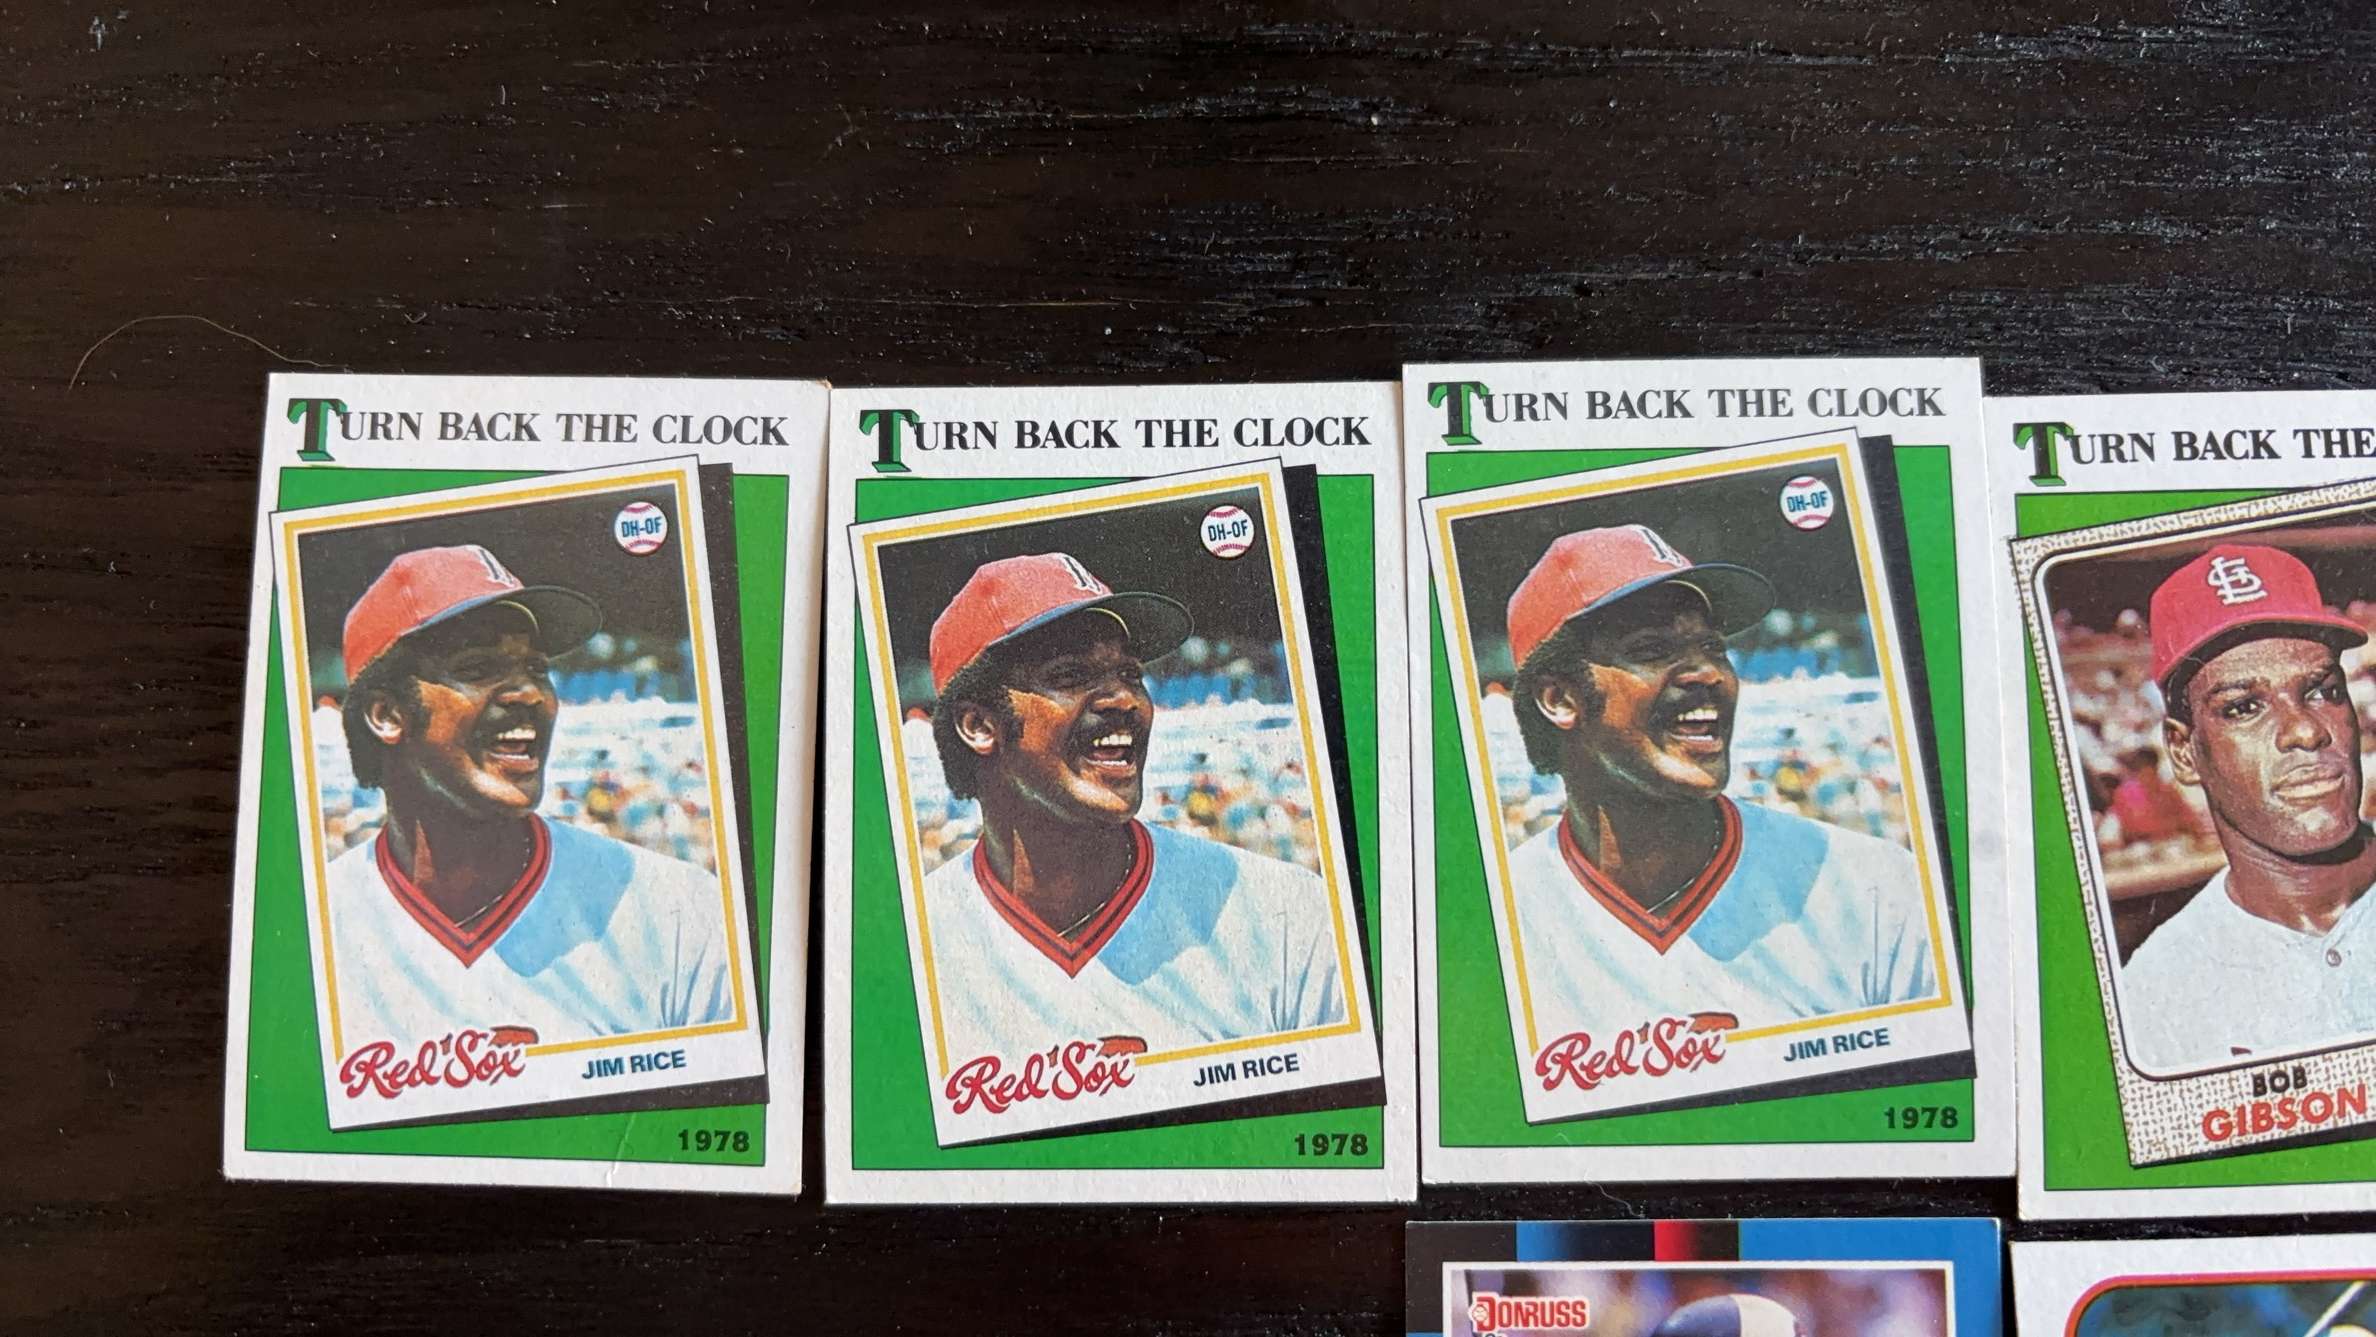 TURN BACK THE CLOCK
DH-OF
Red Sox
JIM RICE
1978
TURN BACK THE CLOCK
DH-OF
Red Sox
JIM RICE
1978
TURN BACK THE CLOCK
DH-OF
Red Sox
JIM RICE
1978
TURN BACK THE
STL
BOB
GIBSON
DONRUSS